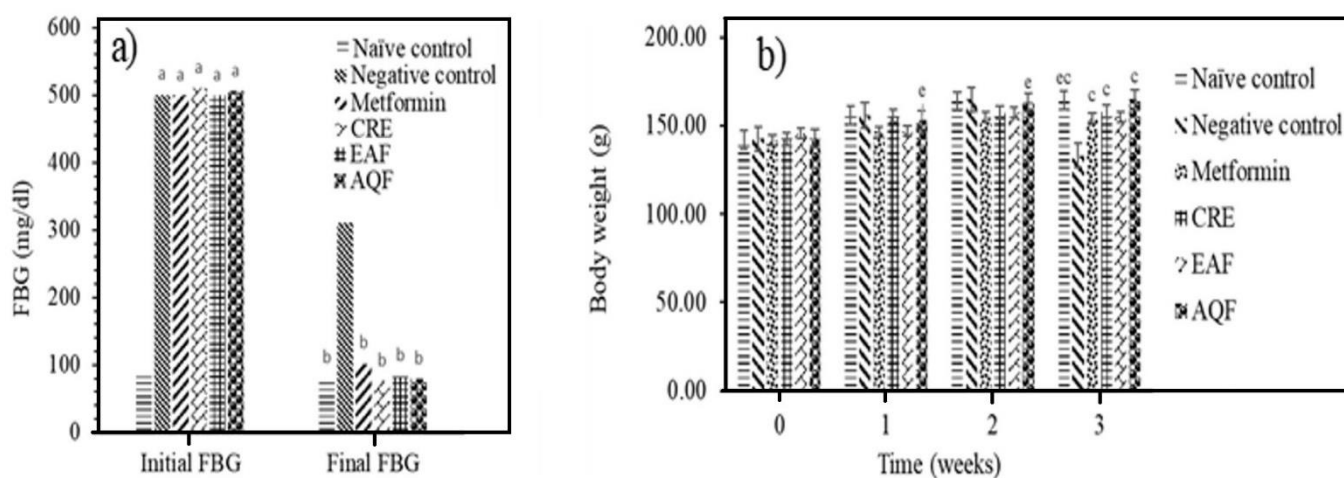 a)
FBG (mg/dl)
600
500
400
300
200
100
0
a a a a a
b b b b b
Naïve control
Negative control
Metformin
CRE
EAF
AQF
Initial FBG Final FBG
b)
Body weight (g)
200.00
150.00
100.00
50.00
0.00
e e ec c c c
Naïve control
Negative control
Metformin
CRE
EAF
AQF
0 1 2 3
Time (weeks)